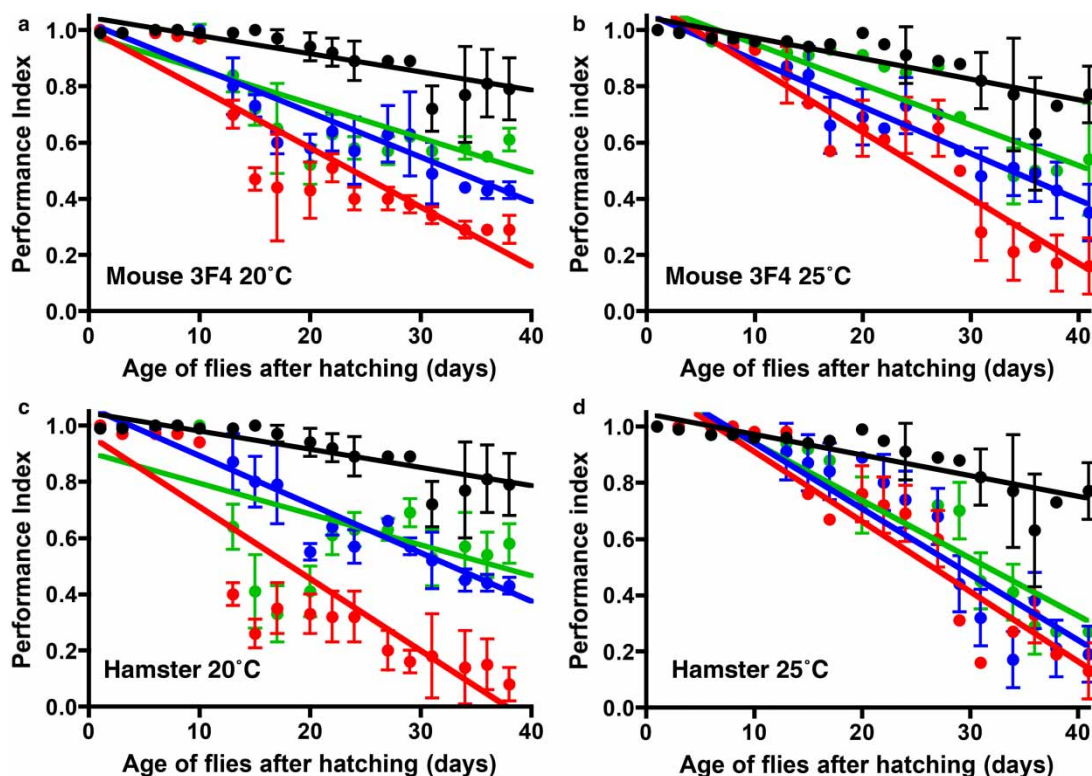 a
Performance Index
1.0
0.8
0.6
0.4
0.2
0.0
Mouse 3F4 20˚C
0 10 20 30 40
Age of flies after hatching (days)
b
Performance index
1.0
0.8
0.6
0.4
0.2
0.0
Mouse 3F4 25˚C
0 10 20 30 40
Age of flies after hatching (days)
c
Performance Index
1.0
0.8
0.6
0.4
0.2
0.0
Hamster 20˚C
0 10 20 30 40
Age of flies after hatching (days)
d
Performance index
1.0
0.8
0.6
0.4
0.2
0.0
Hamster 25˚C
0 10 20 30 40
Age of flies after hatching (days)